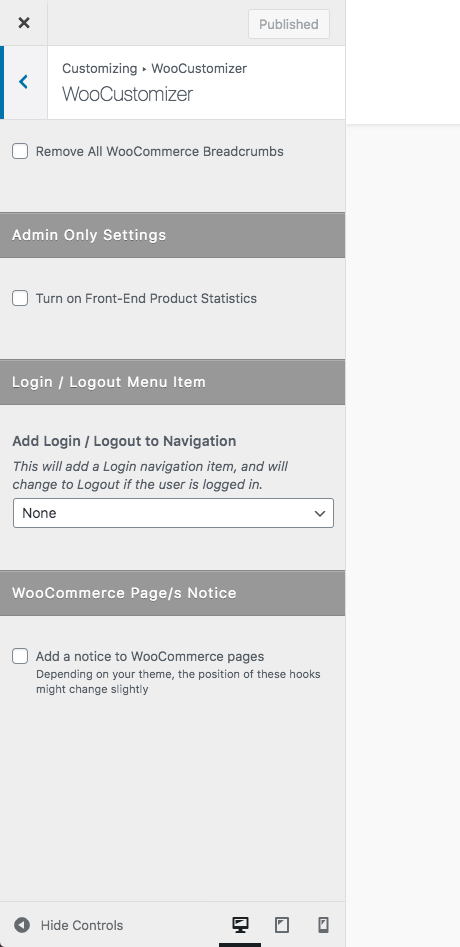 Published
Customizing ▸ WooCustomizer
WooCustomizer
Remove All WooCommerce Breadcrumbs
Admin Only Settings
Turn on Front-End Product Statistics
Login / Logout Menu Item
Add Login / Logout to Navigation
This will add a Login navigation item, and will
change to Logout if the user is logged in.
None
WooCommerce Page/s Notice
Add a notice to WooCommerce pages
Depending on your theme, the position of these hooks
might change slightly
Hide Controls